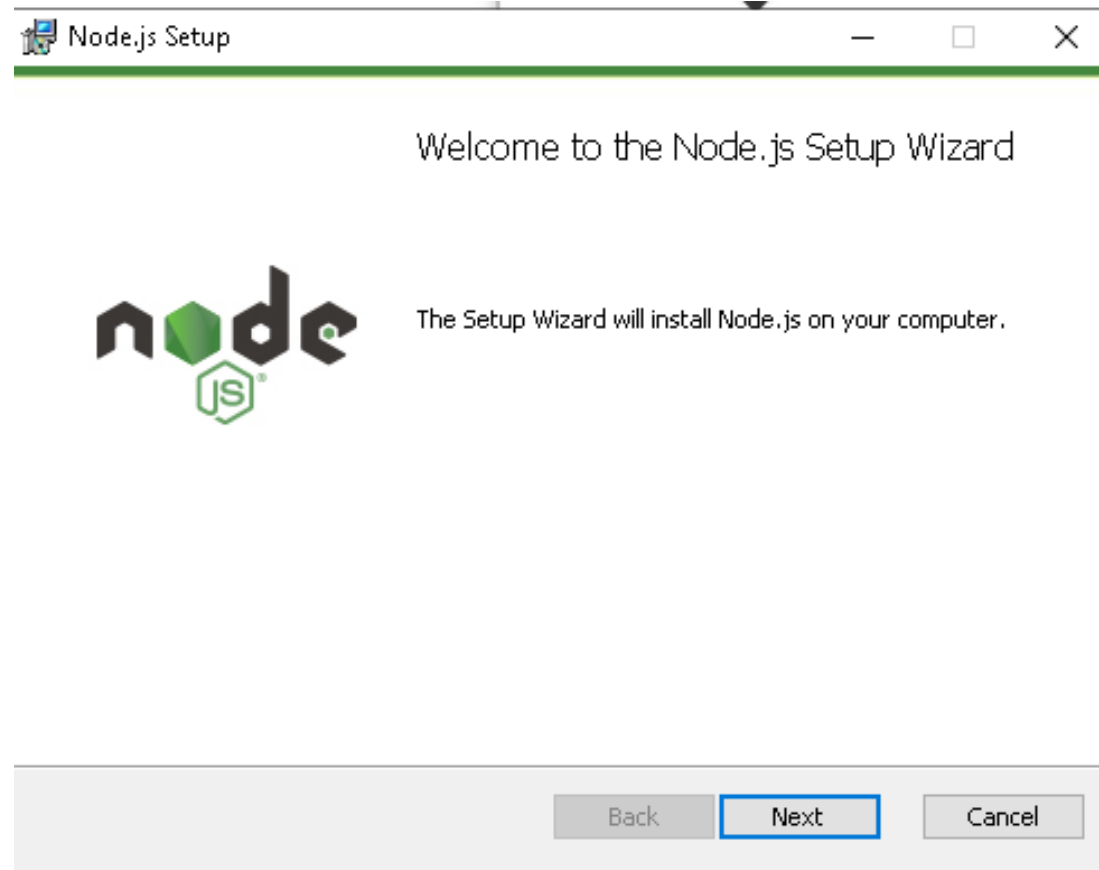 Node.js Setup
Welcome to the Node.js Setup Wizard
node
JS®
The Setup Wizard will install Node.js on your computer.
Back
Next
Cancel